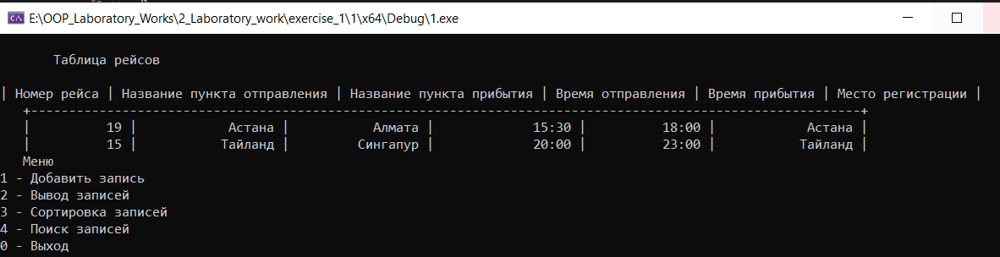 E:\OOP_Laboratory_Works\2_Laboratory_work\exercise_1\1\x64\Debug\1.exe
Таблица рейсов
| Номер рейса | Название пункта отправления | Название пункта прибытия | Время отправления | Время прибытия | Место регистрации |
+-------------------------------------------------------------------------------------------------------------+
| 19 | Астана | Алмата | 15:30 | 18:00 | Астана |
| 15 | Тайланд | Сингапур | 20:00 | 23:00 | Тайланд |
Меню
1 - Добавить запись
2 - Вывод записей
3 - Сортировка записей
4 - Поиск записей
0 - Выход